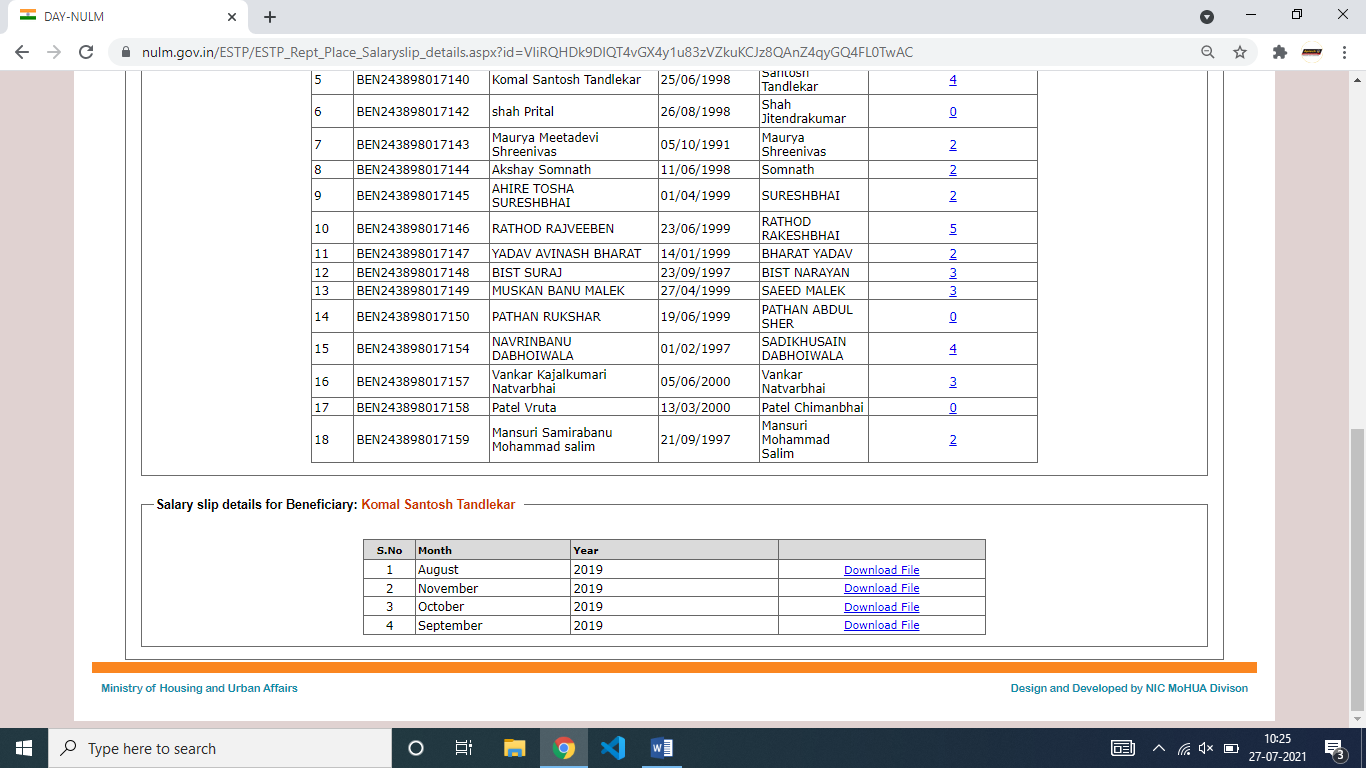 DAY-NULM
nulm.gov.in/ESTP/ESTP_Rept_Place_Salaryslip_details.aspx?id=VIiRQHDk9DlQT4vGX4y1u83zVZkuKCJz8QAnZ4qyGQ4FL0TwAC
5 BEN243898017140 Komal Santosh Tandlekar 25/06/1998 Santosh Tandlekar 4
6 BEN243898017142 shah Prital 26/08/1998 Shah Jitendrakumar 0
7 BEN243898017143 Maurya Meetadevi Shreenivas 05/10/1991 Maurya Shreenivas 2
8 BEN243898017144 Akshay Somnath 11/06/1998 Somnath 2
9 BEN243898017145 AHIRE TOSHA SURESHBHAI 01/04/1999 SURESHBHAI 2
10 BEN243898017146 RATHOD RAJVEEBEN 23/06/1999 RATHOD RAKESHBHAI 5
11 BEN243898017147 YADAV AVINASH BHARAT 14/01/1999 BHARAT YADAV 2
12 BEN243898017148 BIST SURAJ 23/09/1997 BIST NARAYAN 3
13 BEN243898017149 MUSKAN BANU MALEK 27/04/1999 SAEED MALEK 3
14 BEN243898017150 PATHAN RUKSHAR 19/06/1999 PATHAN ABDUL SHER 0
15 BEN243898017154 NAVRINBANU DABHOIWALA 01/02/1997 SADIKHUSAIN DABHOIWALA 4
16 BEN243898017157 Vankar Kajalkumari Natvarbhai 05/06/2000 Vankar Natvarbhai 3
17 BEN243898017158 Patel Vruta 13/03/2000 Patel Chimanbhai 0
18 BEN243898017159 Mansuri Samirabanu Mohammad salim 21/09/1997 Mansuri Mohammad Salim 2
Salary slip details for Beneficiary: Komal Santosh Tandlekar
S.No Month Year
1 August 2019 Download File
2 November 2019 Download File
3 October 2019 Download File
4 September 2019 Download File
Ministry of Housing and Urban Affairs
Design and Developed by NIC MoHUA Divison
Type here to search
10:25
27-07-2021
3